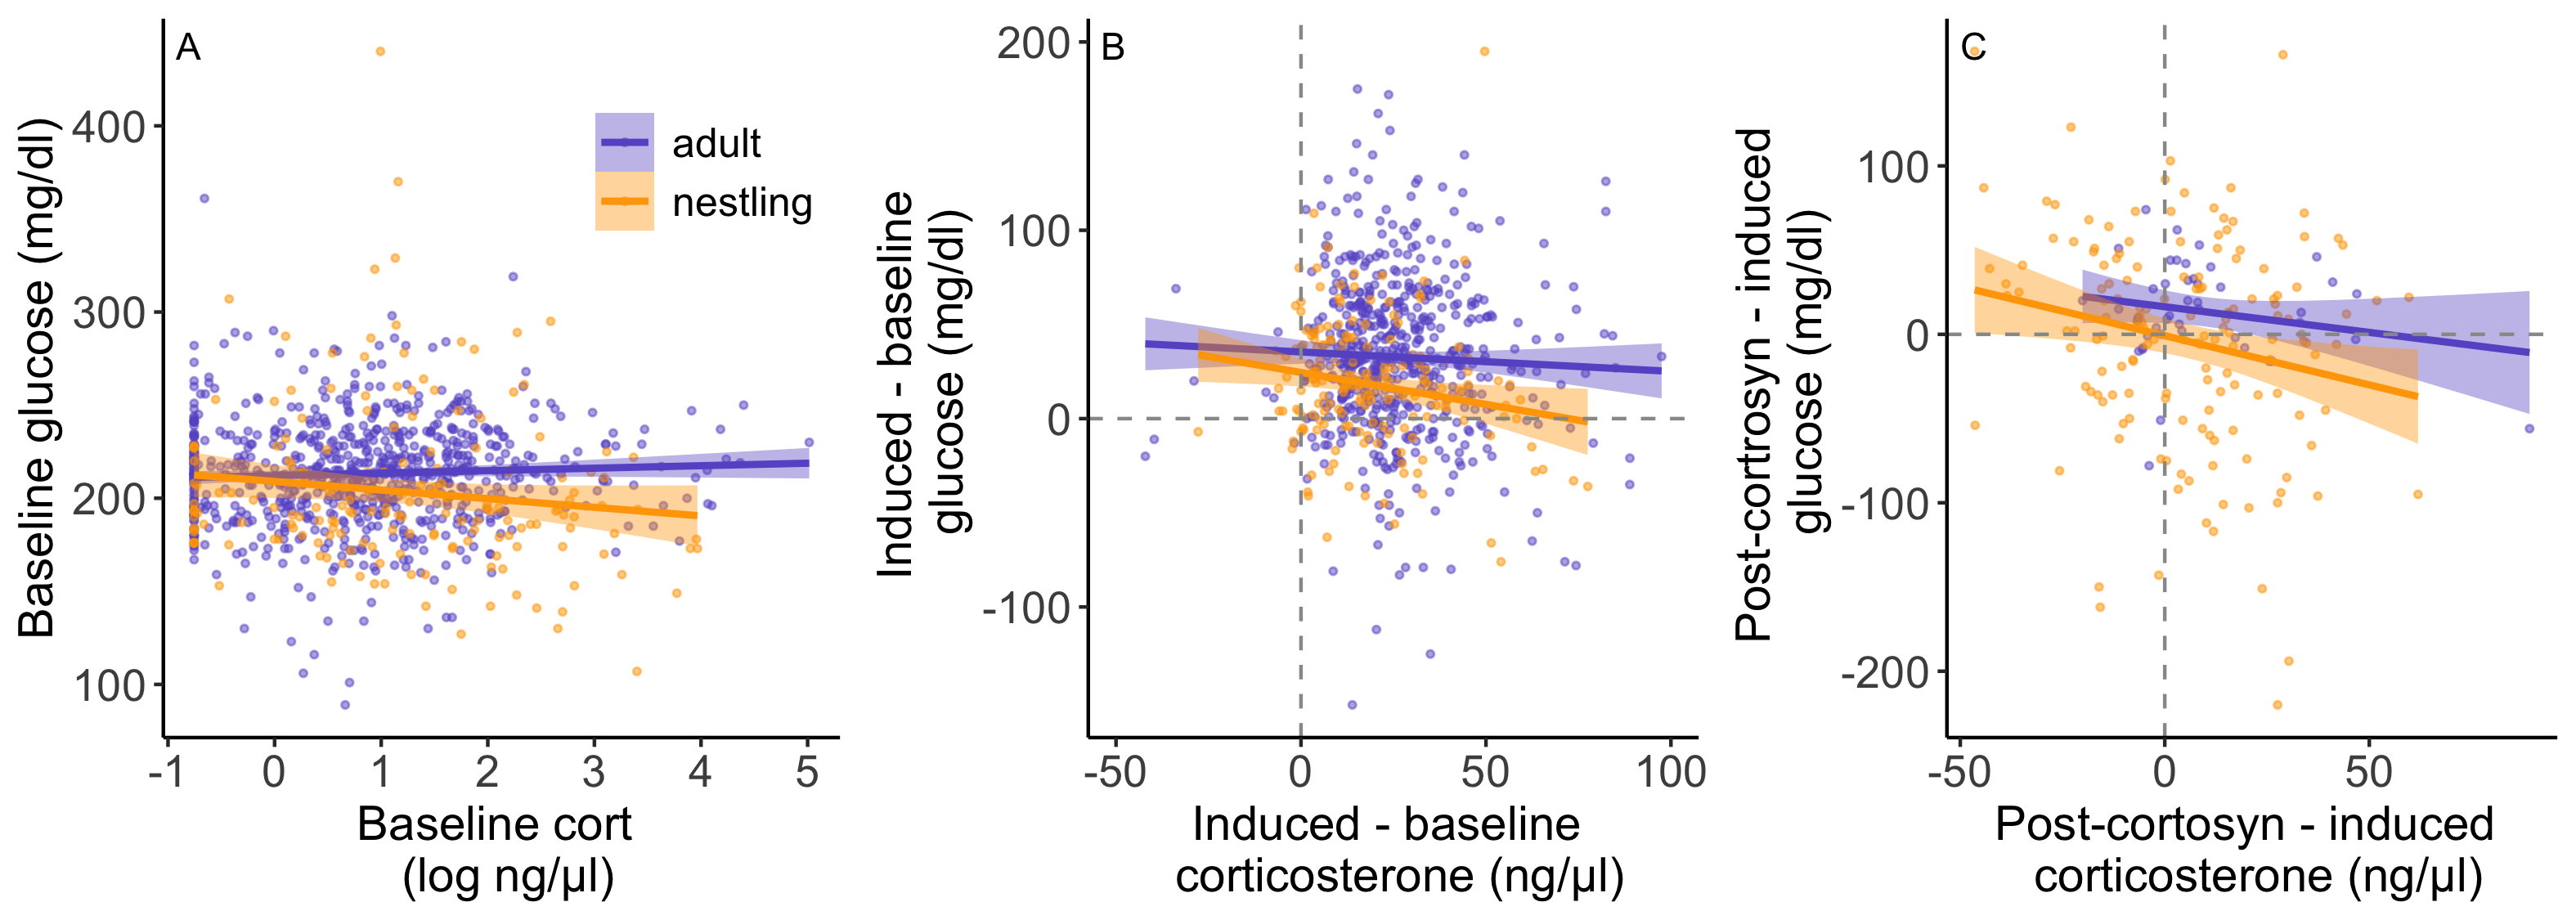 A
Baseline glucose (mg/dl)
400
300
200
100
-1 0 1 2 3 4 5
Baseline cort
(log ng/µl)
adult
nestling
B
Induced - baseline
glucose (mg/dl)
200
100
0
-100
-50 0 50 100
Induced - baseline
corticosterone (ng/µl)
C
Post-cortrosyn - induced
glucose (mg/dl)
100
0
-100
-200
-50 0 50
Post-cortosyn - induced
corticosterone (ng/µl)